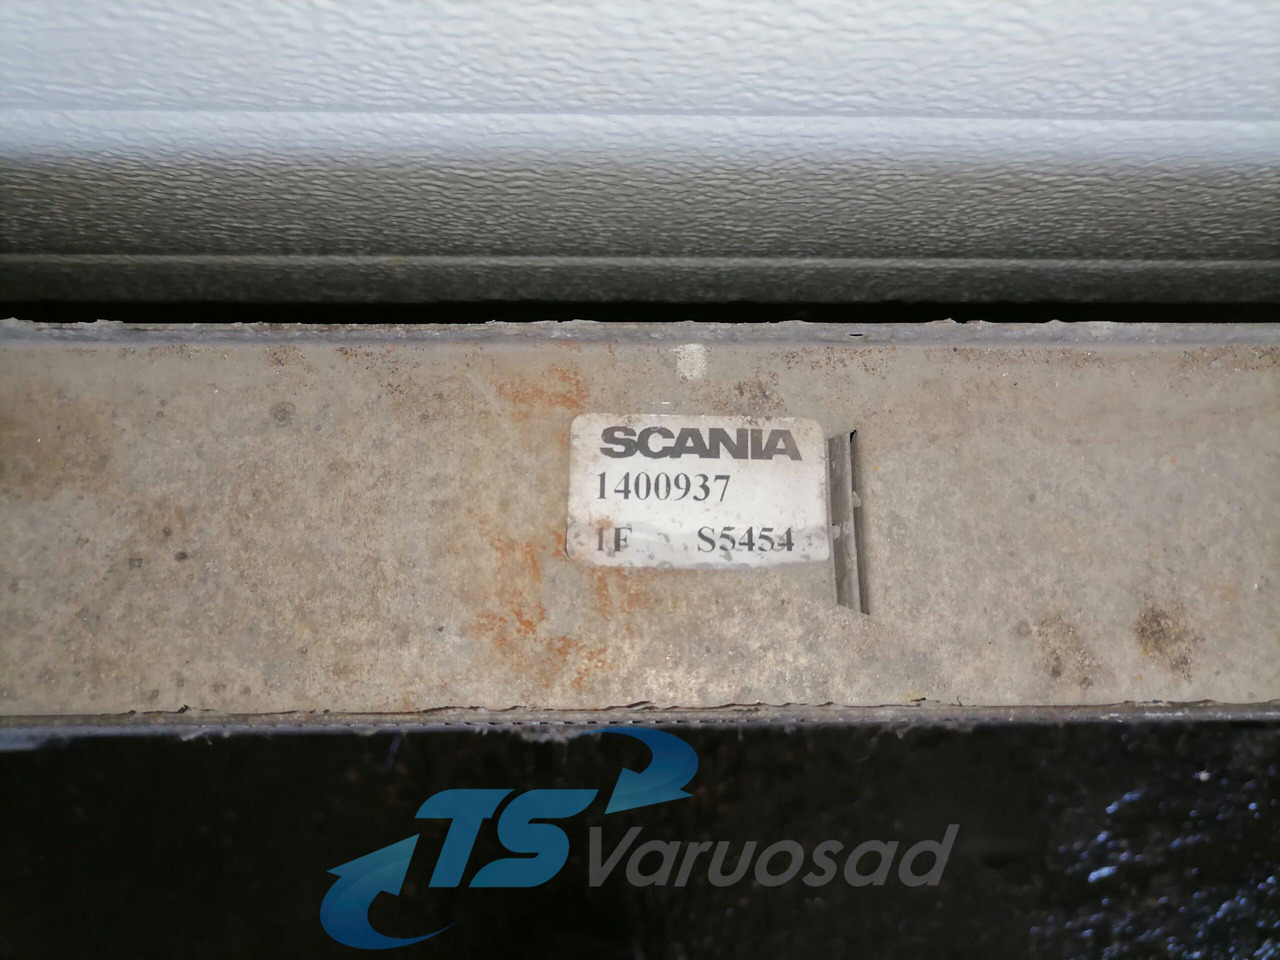 SCANIA
1400937
1F S5454
TS Varuosad